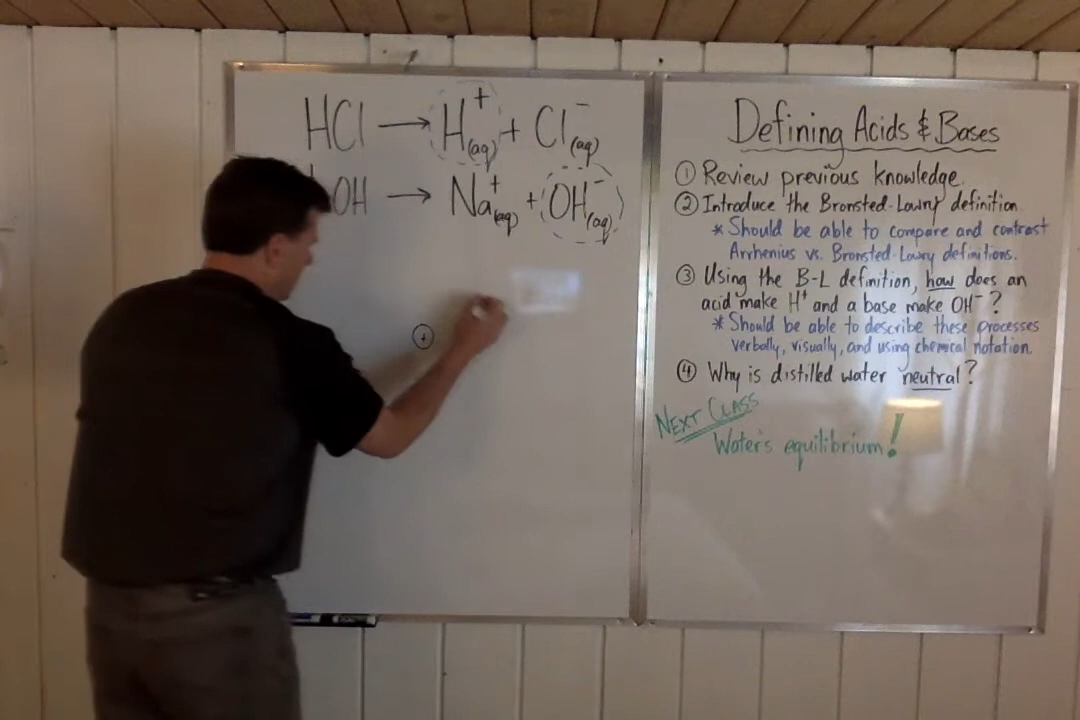 HCl → H⁺(aq) + Cl⁻(aq)
OH → Na⁺(aq) + OH⁻(aq)
+
Defining Acids & Bases
① Review previous knowledge.
② Introduce the Bronsted-Lowry definition
* Should be able to compare and contrast
Arrhenius vs. Bronsted-Lowry definitions.
③ Using the B-L definition, how does an
acid make H⁺ and a base make OH⁻?
* Should be able to describe these processes
verbally, visually, and using chemical notation.
④ Why is distilled water neutral?
NEXT CLASS
Water's equilibrium!